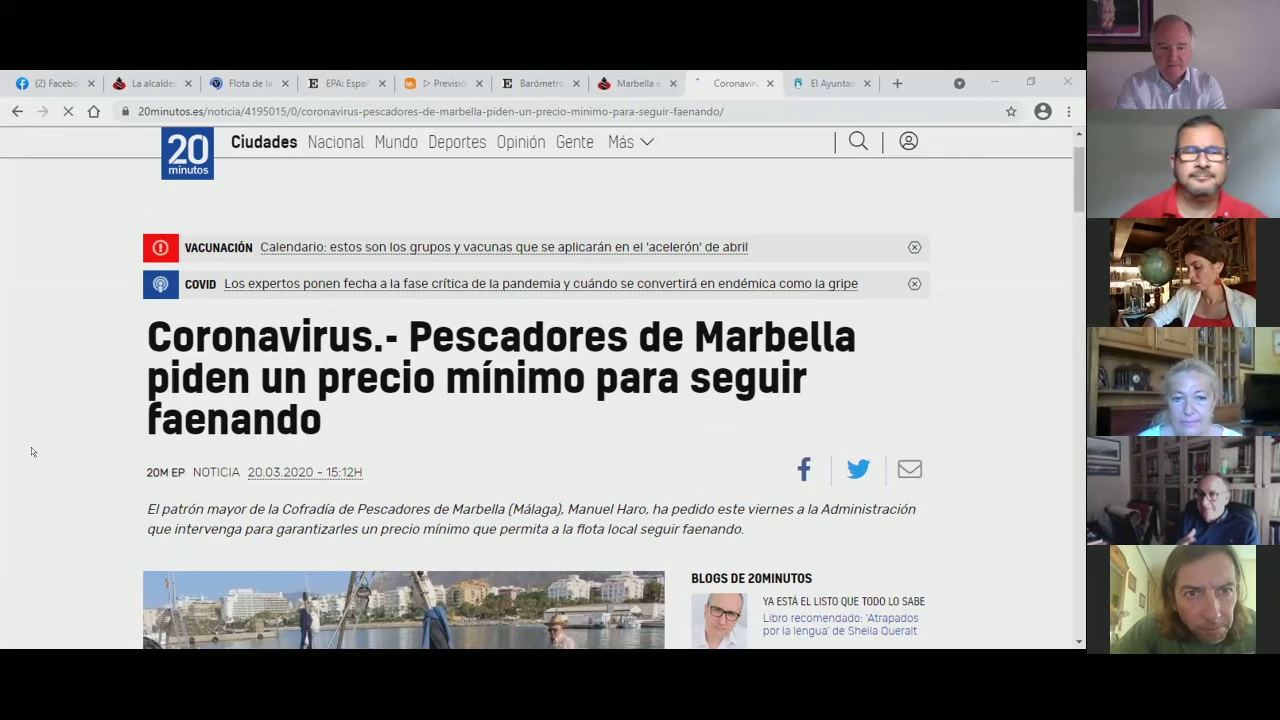 (2) Facebo
La alcaldes
Flota de la
EPA: Españ
Previsió
Barómetro
Marbella e
Coronavir
El Ayuntar
20minutos.es/noticia/4195015/0/coronavirus-pescadores-de-marbella-piden-un-precio-minimo-para-seguir-faenando/
20
minutos
Ciudades Nacional Mundo Deportes Opinión Gente Más
VACUNACIÓN Calendario: estos son los grupos y vacunas que se aplicarán en el 'acelerón' de abril
COVID Los expertos ponen fecha a la fase crítica de la pandemia y cuándo se convertirá en endémica como la gripe
Coronavirus.- Pescadores de Marbella
piden un precio mínimo para seguir
faenando
20M EP NOTICIA 20.03.2020 - 15:12H
El patrón mayor de la Cofradía de Pescadores de Marbella (Málaga), Manuel Haro, ha pedido este viernes a la Administración
que intervenga para garantizarles un precio mínimo que permita a la flota local seguir faenando.
BLOGS DE 20MINUTOS
YA ESTÁ EL LISTO QUE TODO LO SABE
Libro recomendado: 'Atrapados
por la lengua' de Sheila Queralt